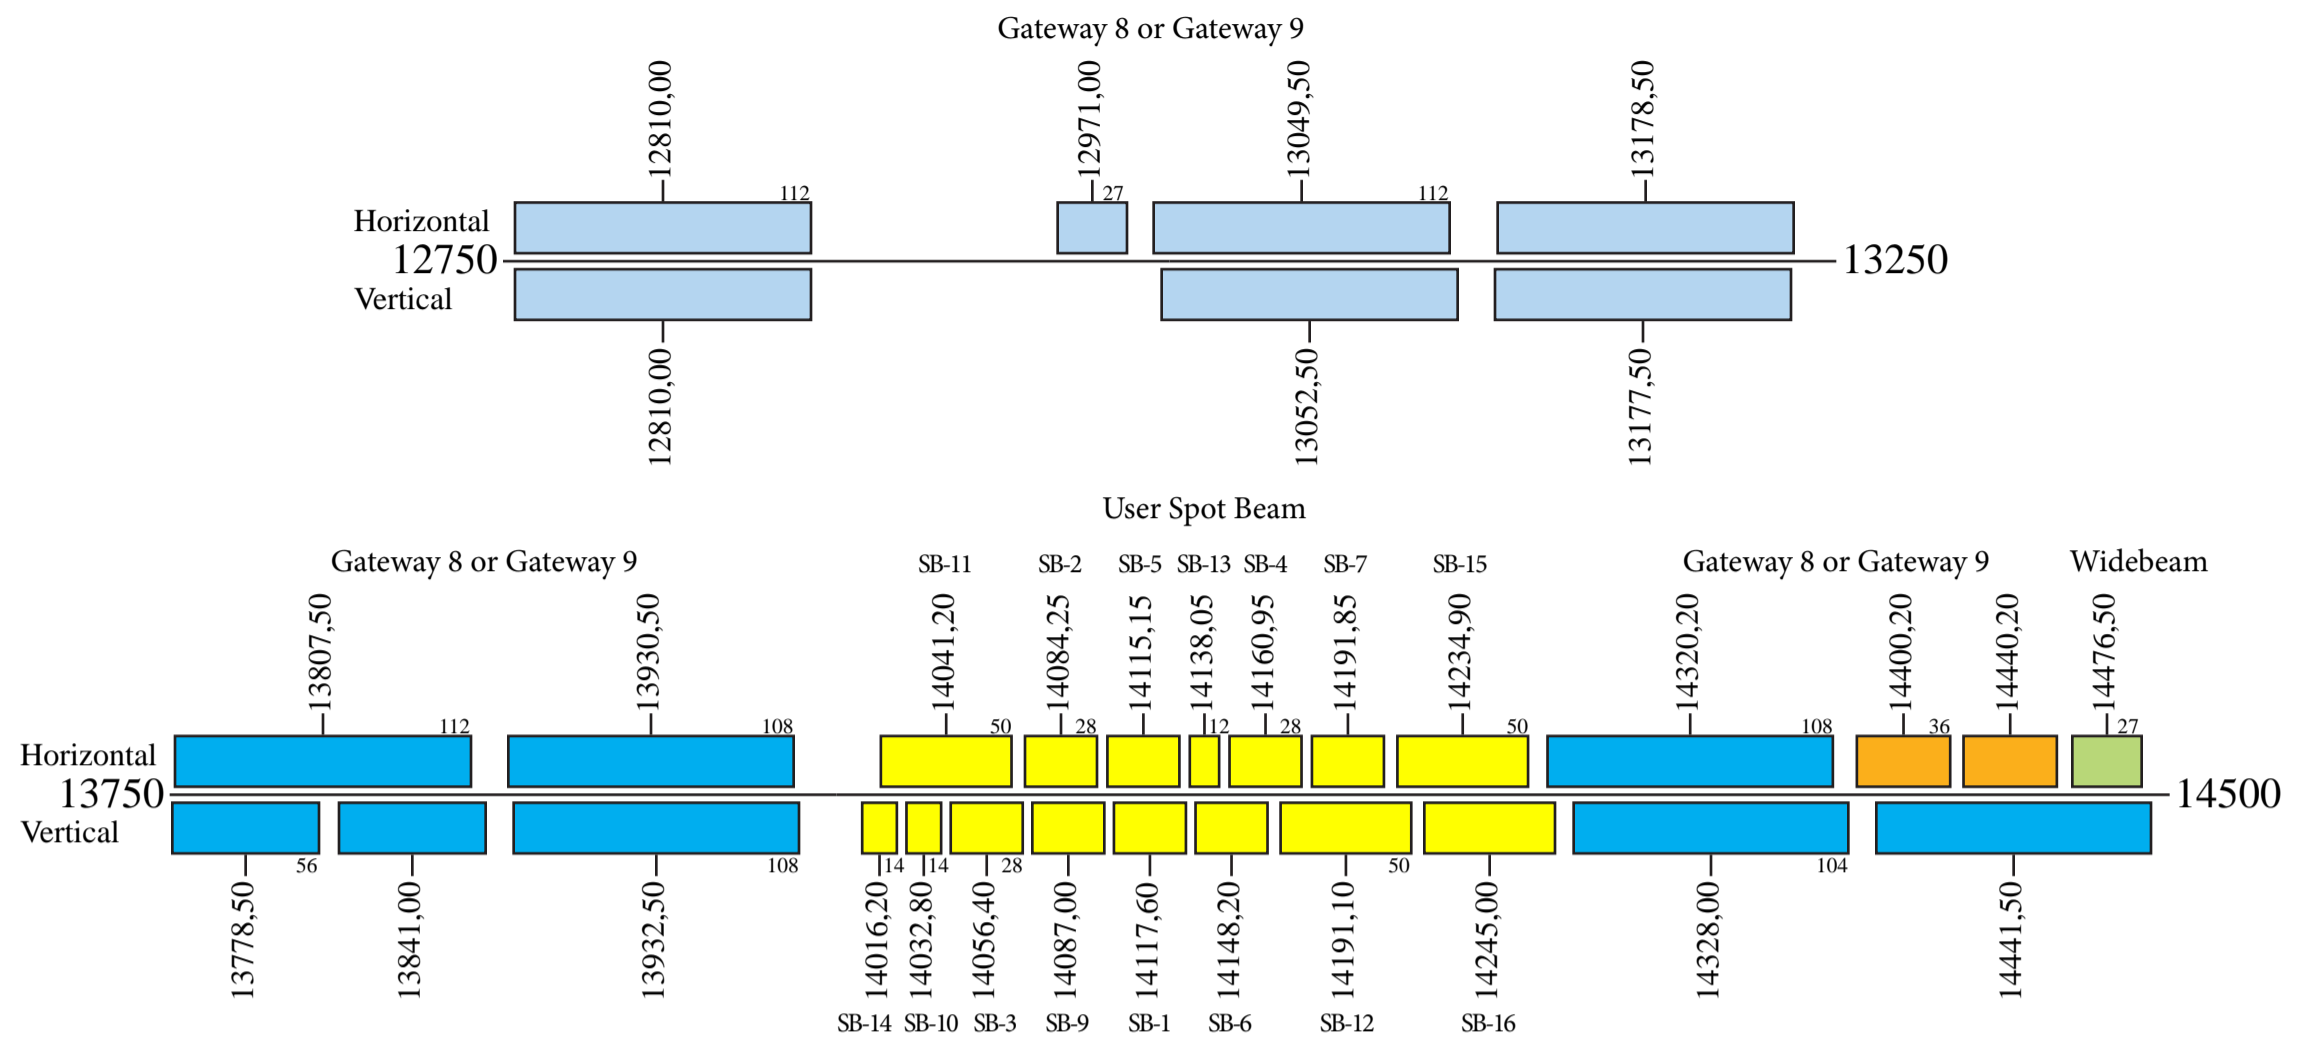 Gateway 8 or Gateway 9
12810,00
12971,00
13049,50
13178,50
112
27
112
Horizontal
12750
13250
Vertical
12810,00
13052,50
13177,50
User Spot Beam
Gateway 8 or Gateway 9
SB-11
SB-2
SB-5
SB-13
SB-4
SB-7
SB-15
Gateway 8 or Gateway 9
Widebeam
13807,50
13930,50
14041,20
14084,25
14115,15
14138,05
14160,95
14191,85
14234,90
14320,20
14400,20
14440,20
14476,50
112
108
50
28
12
28
50
108
36
27
Horizontal
13750
14500
Vertical
56
108
14
14
28
50
104
13778,50
13841,00
13932,50
14016,20
14032,80
14056,40
14087,00
14117,60
14148,20
14191,10
14245,00
14328,00
14441,50
SB-14
SB-10
SB-3
SB-9
SB-1
SB-6
SB-12
SB-16